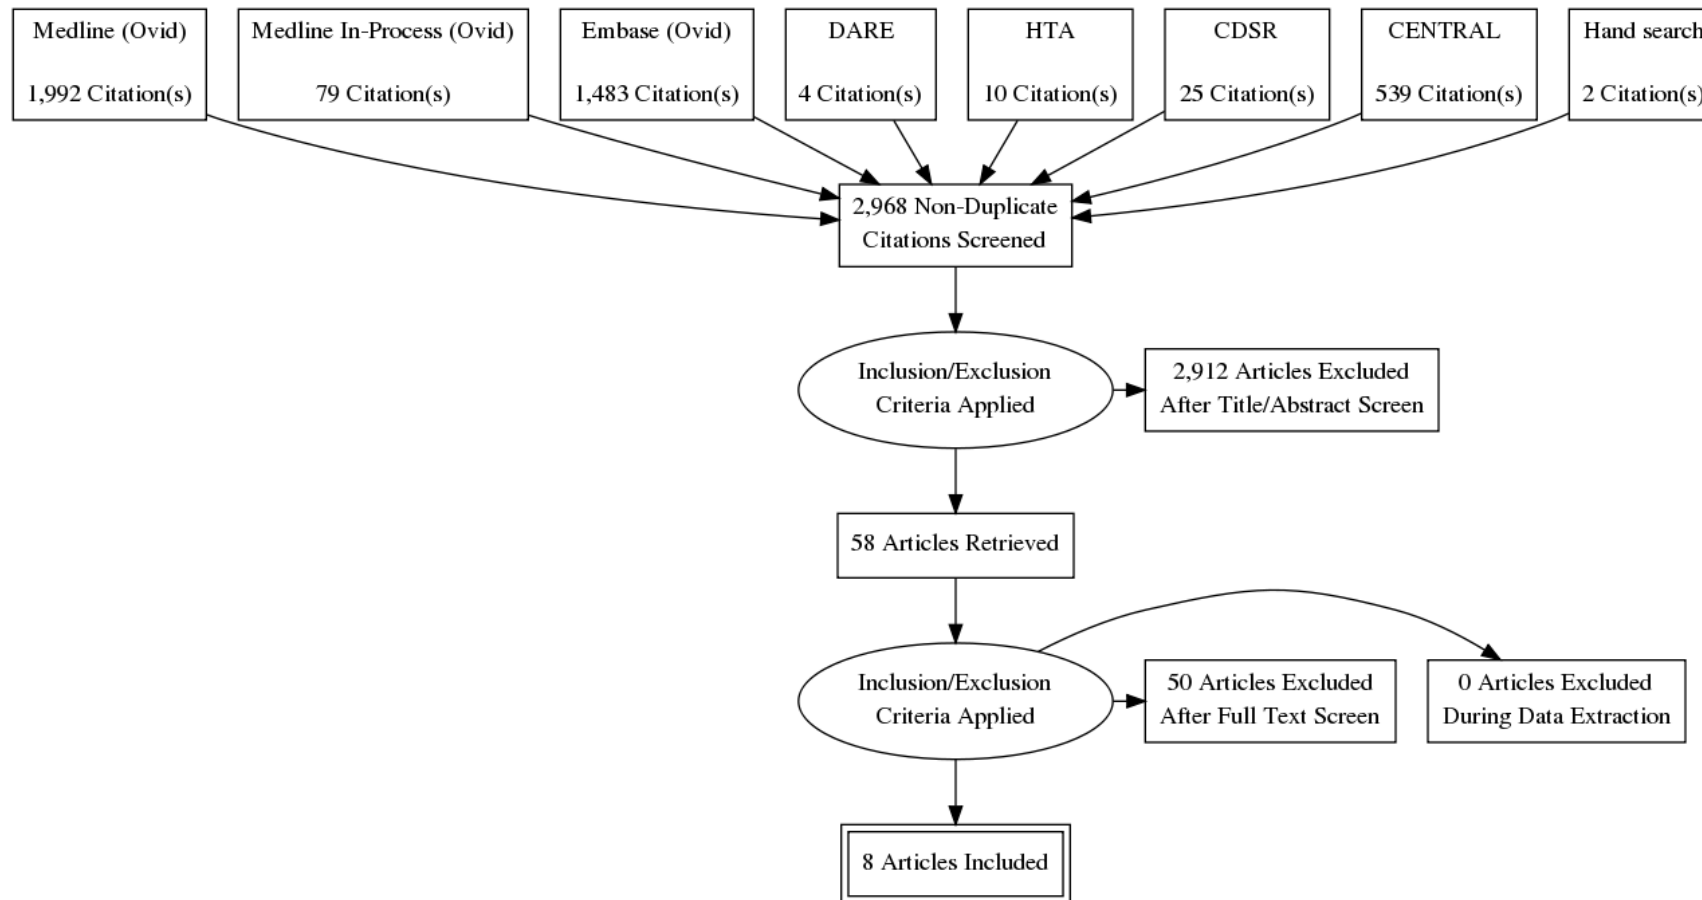 Medline (Ovid)
1,992 Citation(s)
Medline In-Process (Ovid)
79 Citation(s)
Embase (Ovid)
1,483 Citation(s)
DARE
4 Citation(s)
HTA
10 Citation(s)
CDSR
25 Citation(s)
CENTRAL
539 Citation(s)
Hand search
2 Citation(s)
2,968 Non-Duplicate
Citations Screened
Inclusion/Exclusion
Criteria Applied
2,912 Articles Excluded
After Title/Abstract Screen
58 Articles Retrieved
Inclusion/Exclusion
Criteria Applied
50 Articles Excluded
After Full Text Screen
0 Articles Excluded
During Data Extraction
8 Articles Included